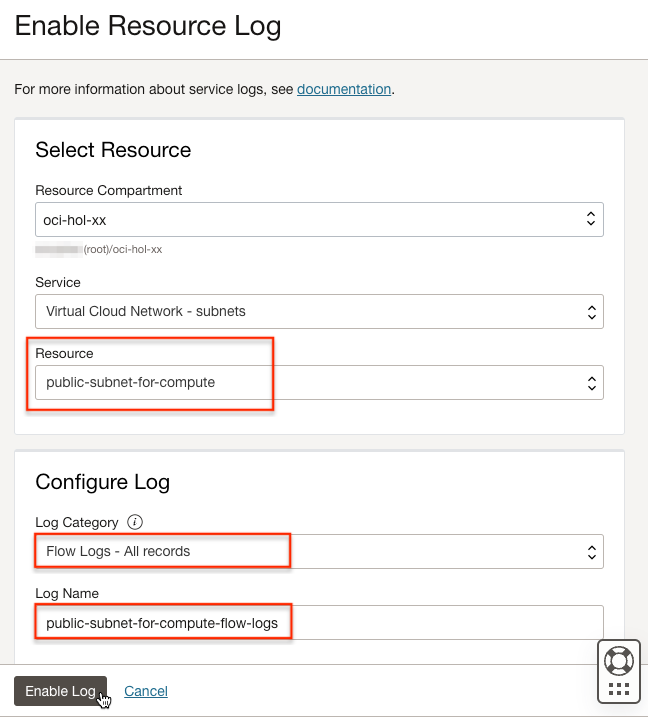 Enable Resource Log
For more information about service logs, see documentation.
Select Resource
Resource Compartment
oci-hol-xx
(root)/oci-hol-xx
Service
Virtual Cloud Network - subnets
Resource
public-subnet-for-compute
Configure Log
Log Category i
Flow Logs - All records
Log Name
public-subnet-for-compute-flow-logs
Enable Log Cancel